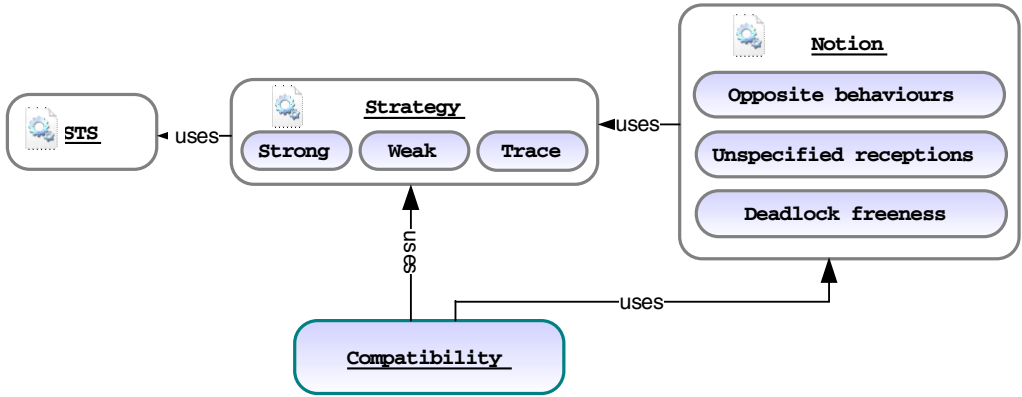 Notion
Opposite behaviours
Unspecified receptions
Deadlock freeness
Strategy
Strong
Weak
Trace
STS
uses
uses
uses
uses
Compatibility